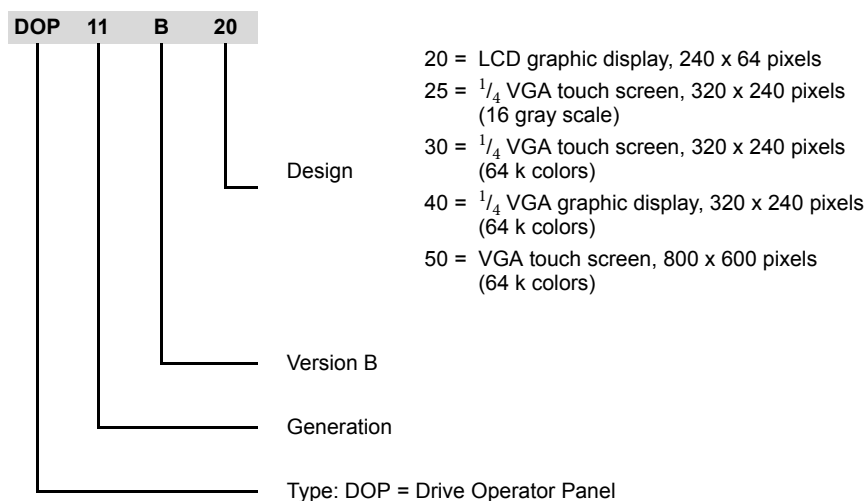 DOP 11 B 20
20 = LCD graphic display, 240 x 64 pixels
25 = 1/4 VGA touch screen, 320 x 240 pixels
(16 gray scale)
30 = 1/4 VGA touch screen, 320 x 240 pixels
(64 k colors)
40 = 1/4 VGA graphic display, 320 x 240 pixels
(64 k colors)
50 = VGA touch screen, 800 x 600 pixels
(64 k colors)
Design
Version B
Generation
Type: DOP = Drive Operator Panel